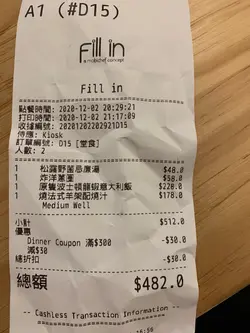 A1 (#D15)
Fill in
a mobichef concept
Fill in
點餐時間: 2020-12-02 20:29:21
打印時間: 2020-12-02 21:17:09
收據編號: 20201202202921D15
侍應: Kiosk
訂單編號: D15 [堂食]
人數: 2
1 松露野菌忌廉湯 $48.0
1 炸洋蔥圈 $58.0
1 原隻波士頓龍蝦意大利飯 $228.0
1 燒法式羊架配燒汁 $178.0
Medium Well
小計 $512.0
優惠
Dinner Coupon 滿$300 -$30.0
減$30
總折扣 -$30.0
總額 $482.0
-- Cashless Transaction Information --